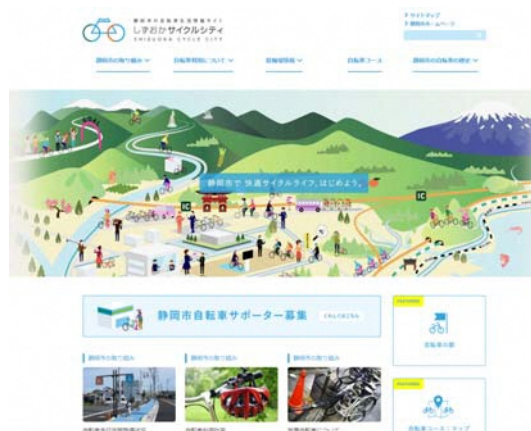 静岡市の自転車生活情報サイト
しずおかサイクルシティ
SHIZUOKA CYCLE CITY
サイトマップ
静岡市ホームページ
静岡市の取り組み
自転車利用について
駐輪場情報
自転車コース
静岡市の自転車の歴史
GOAL
静岡市で 快適サイクルライフ、はじめよう。
IC
IC
静岡市自転車サポーター募集
くわしくはこちら
静岡市の取り組み
静岡市の取り組み
静岡市の取り組み
自転車の駅
自転車コース / マップ